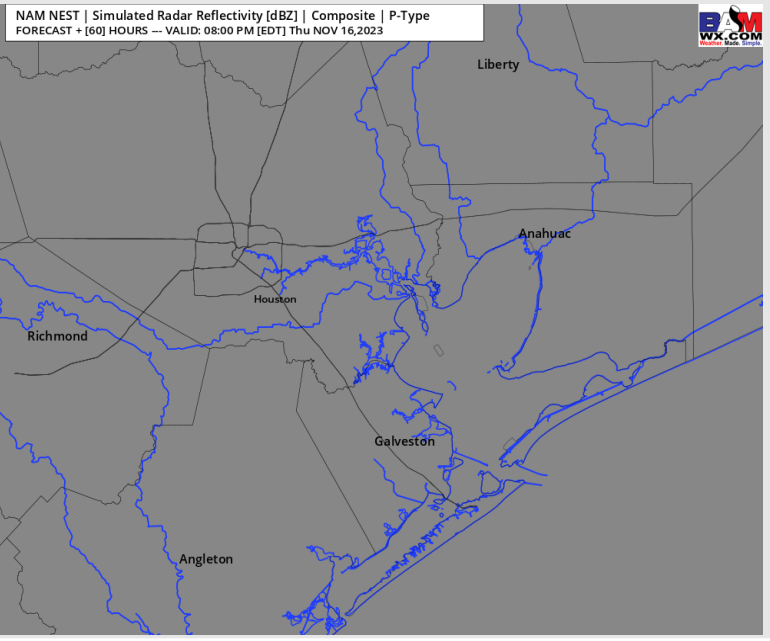 NAM NEST | Simulated Radar Reflectivity [dBZ] | Composite | P-Type
FORECAST + [60] HOURS --- VALID: 08:00 PM [EDT] Thu NOV 16,2023
BAM
WX.COM
Weather. Made. Simple.
Liberty
Anahuac
Houston
Richmond
Galveston
Angleton